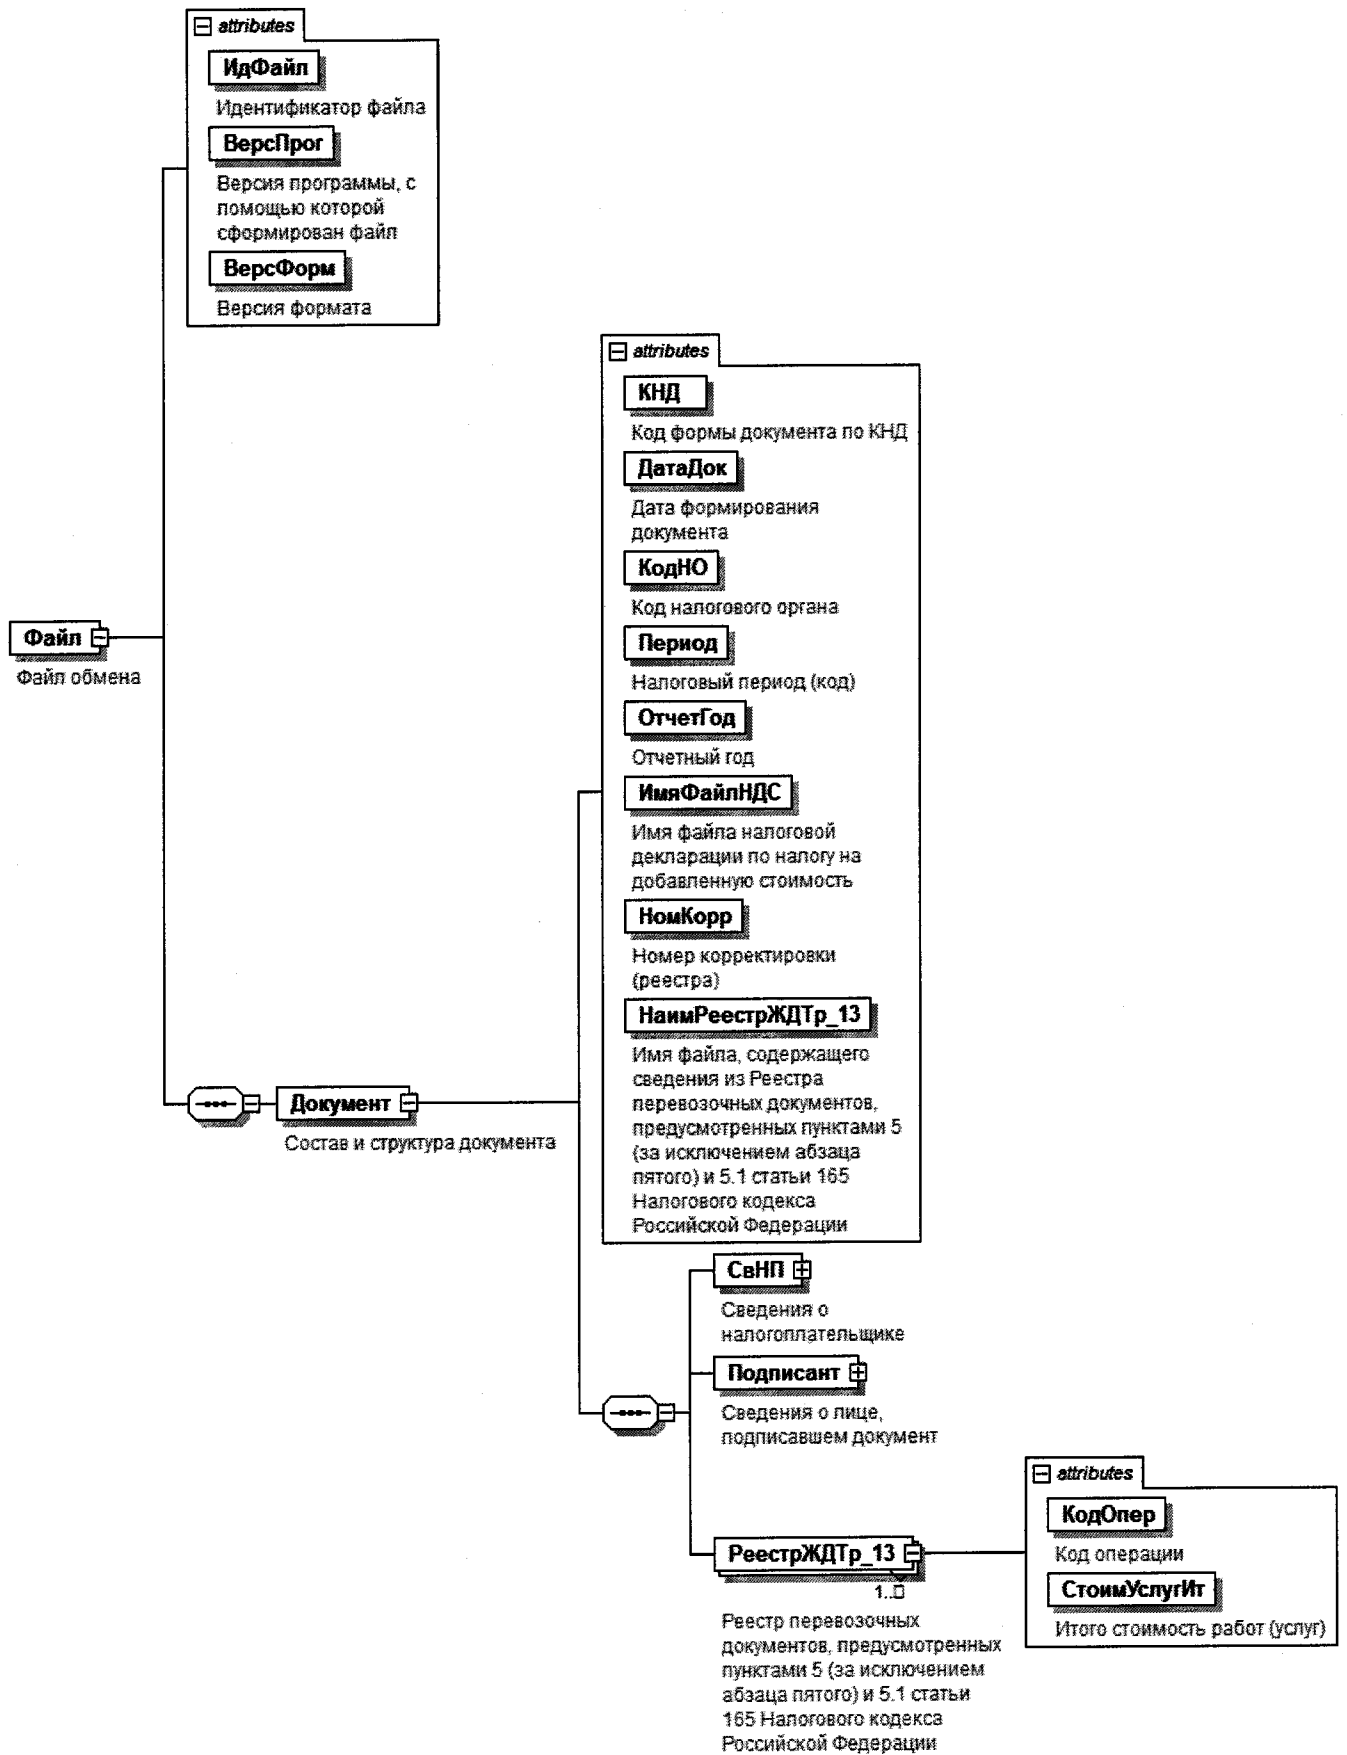 attributes
ИдФайл
Идентификатор файла
ВерсПрог
Версия программы, с
помощью которой
сформирован файл
ВерсФорм
Версия формата
attributes
КНД
Код формы документа по КНД
ДатаДок
Дата формирования
документа
КодНО
Код налогового органа
Период
Налоговый период (код)
ОтчетГод
Отчетный год
ИмяФайлНДС
Имя файла налоговой
декларации по налогу на
добавленную стоимость
НомКорр
Номер корректировки
(реестра)
НаимРеестрЖДТр_13
Имя файла, содержащего
сведения из Реестра
перевозочных документов,
предусмотренных пунктами 5
(за исключением абзаца
пятого) и 5.1 статьи 165
Налогового кодекса
Российской Федерации
Файл
Файл обмена
Документ
Состав и структура документа
СвНП
Сведения о
налогоплательщике
Подписант
Сведения о лице,
подписавшем документ
РеестрЖДТр_13
1..□
Реестр перевозочных
документов, предусмотренных
пунктами 5 (за исключением
абзаца пятого) и 5.1 статьи
165 Налогового кодекса
Российской Федерации
attributes
КодОпер
Код операции
СтоимУслугИт
Итого стоимость работ (услуг)